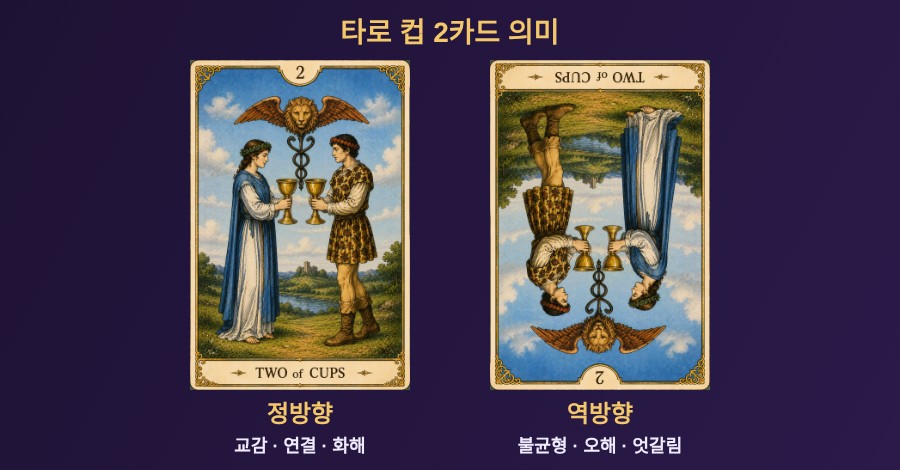 타로 컵 2카드 의미
2
TWO of CUPS
TWO of CUPS
2
정방향
역방향
교감 · 연결 · 화해
불균형 · 오해 · 엇갈림